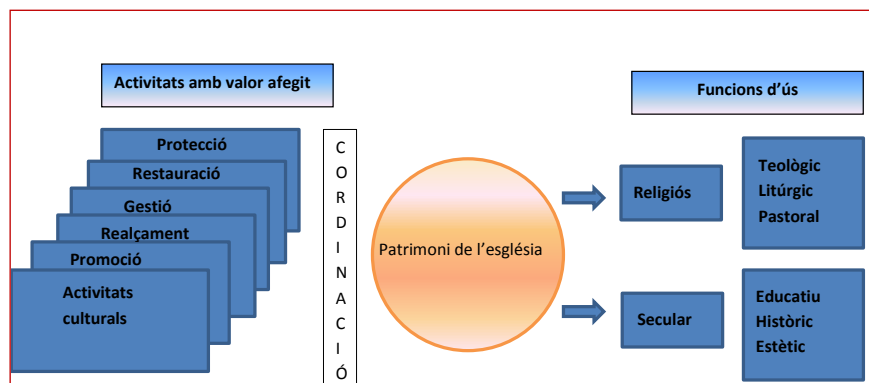 Activitats amb valor afegit
Protecció
Restauració
Gestió
Realçament
Promoció
Activitats
culturals
C
O
R
D
I
N
A
C
I
Ó
Patrimoni de l'església
Funcions d'ús
Religiós
Teològic
Litúrgic
Pastoral
Secular
Educatiu
Històric
Estètic